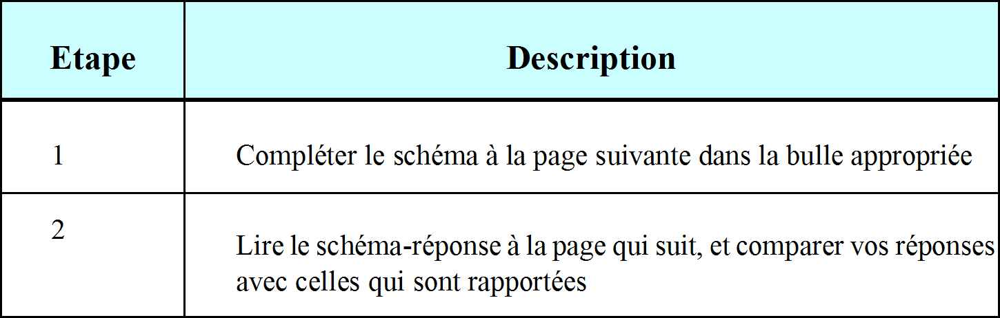 Etape Description
1 Compléter le schéma à la page suivante dans la bulle appropriée
2 Lire le schéma-réponse à la page qui suit, et comparer vos réponses
avec celles qui sont rapportées